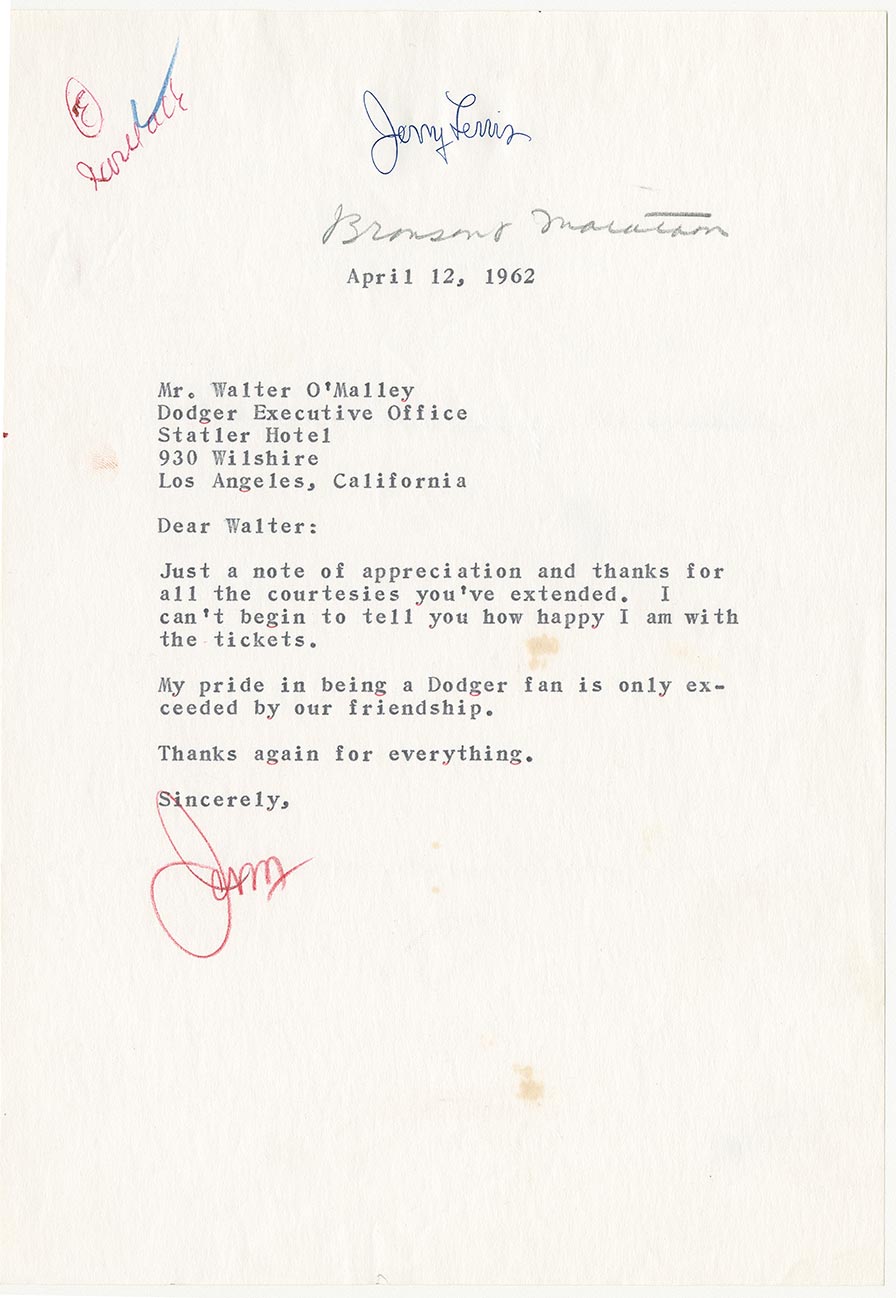 Jerry Lewis
Bronson &
April 12, 1962
Mr. Walter O'Malley
Dodger Executive Office
Statler Hotel
930 Wilshire
Los Angeles, California
Dear Walter:
Just a note of appreciation and thanks for
all the courtesies you've extended.  I
can't begin to tell you how happy I am with
the tickets.
My pride in being a Dodger fan is only ex-
ceeded by our friendship.
Thanks again for everything.
Sincerely,
Jerry